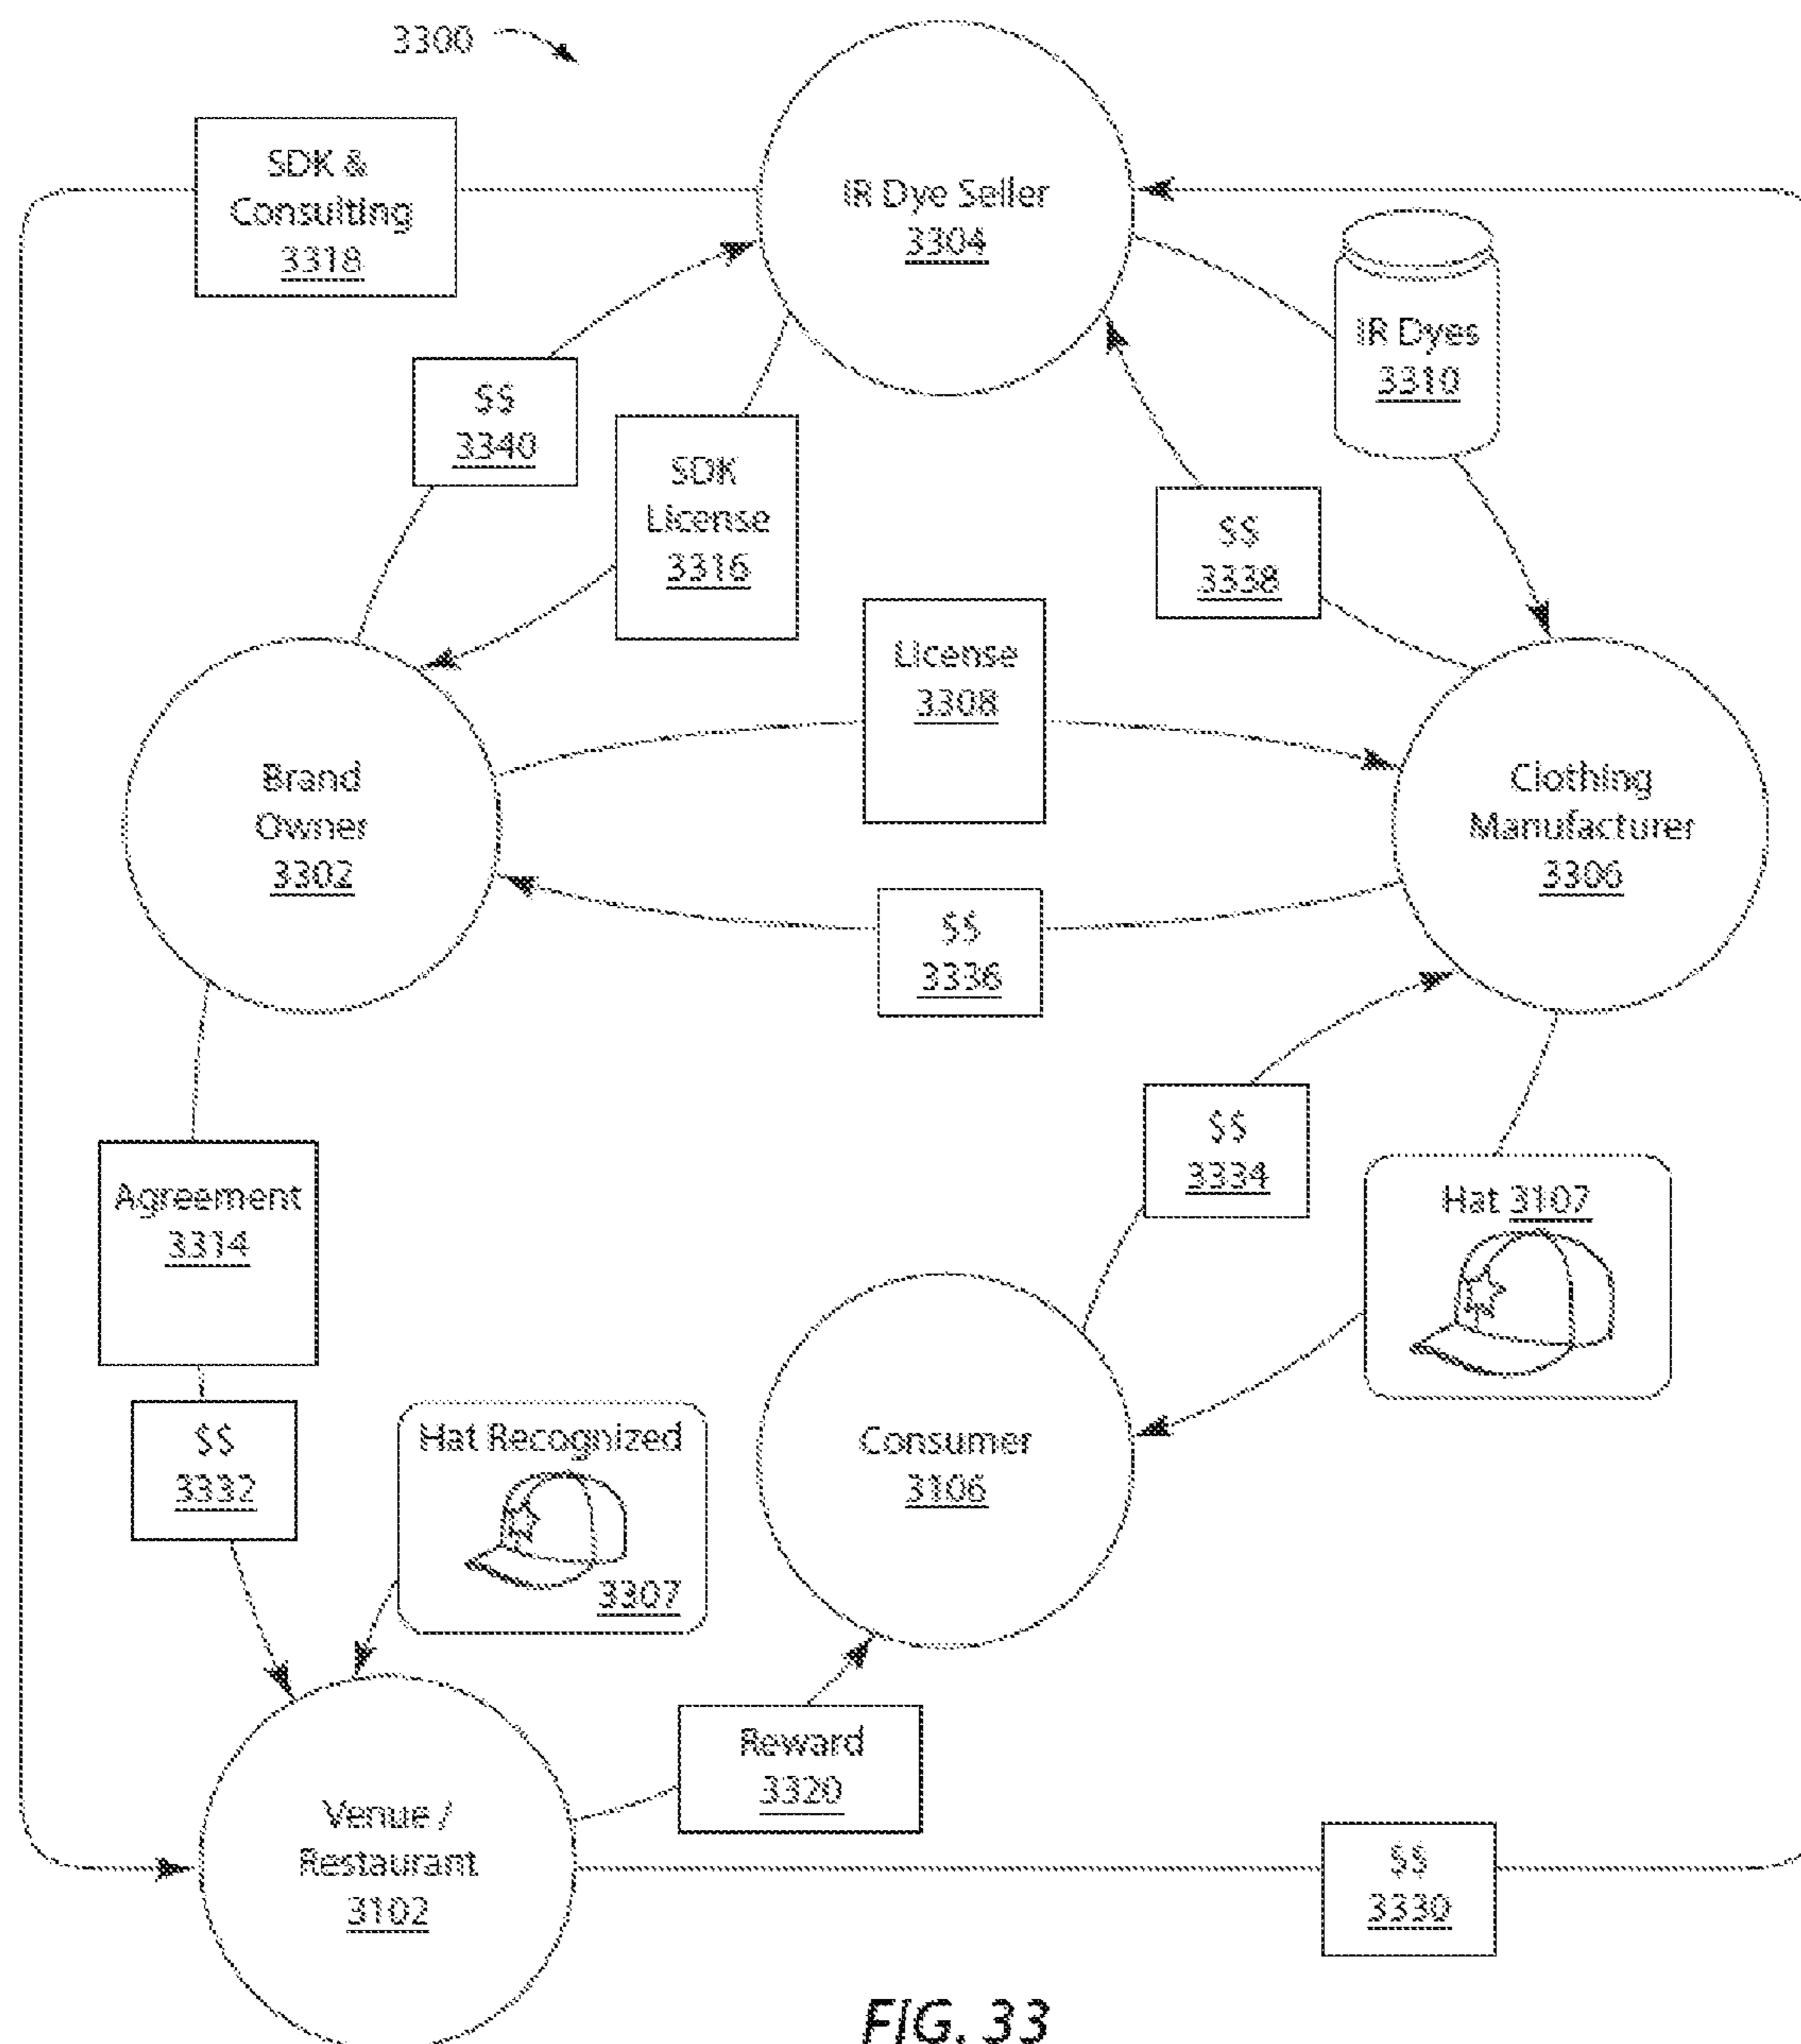 3300
SDK &
Consulting
3318
IR Dye Seller
3304
IR Dyes
3310
$$
3340
SDK
License
3316
$$
3338
License
3308
Brand
Owner
3302
Clothing
Manufacturer
3306
$$
3336
$$
3334
Agreement
3314
Hat 3107
$$
3332
Hat Recognized
3307
Consumer
3106
Reward
3320
Venue /
Restaurant
3102
$$
3330
FIG. 33